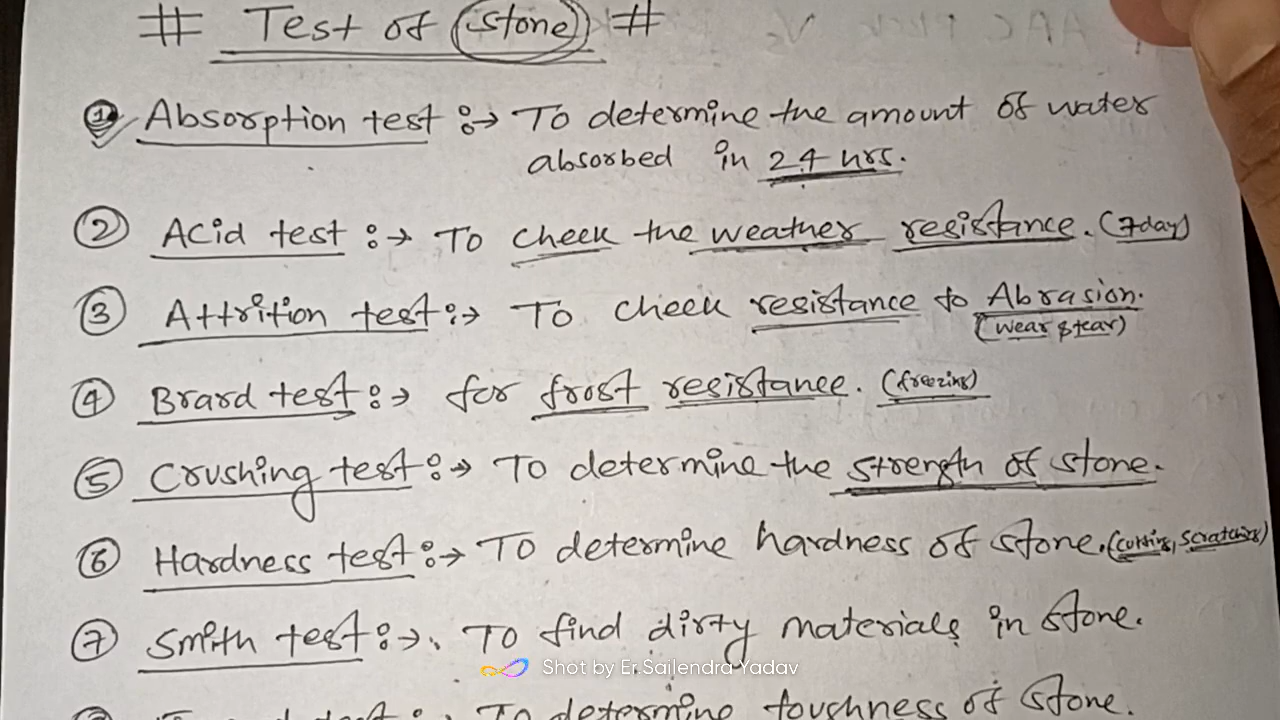 # Test of stone #
1 Absorption test :→ To determine the amount of water
absorbed in 24 hrs.
2 Acid test :→ To check the weather resistance. (7day)
3 Attrition test :→ To check resistance to Abrasion.
(wear & tear)
4 Brard test :→ for frost resistance. (freezing)
5 Crushing test :→ To determine the strength of stone.
6 Hardness test :→ To determine hardness of stone. (cutting, scratching)
7 Smith test :→ To find dirty materials in stone.
Shot by Er.Sailendra Yadav
To determine toughness of stone.